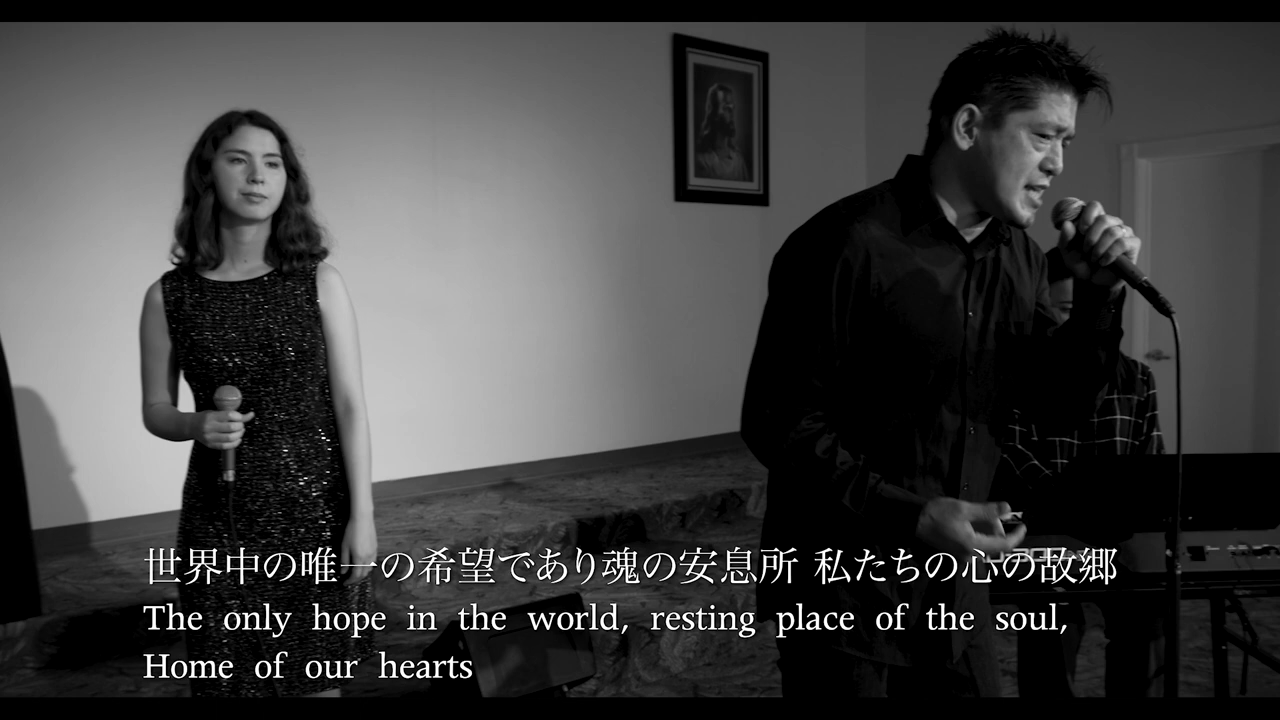 世界中の唯一の希望であり魂の安息所 私たちの心の故郷
The only hope in the world, resting place of the soul,
Home of our hearts